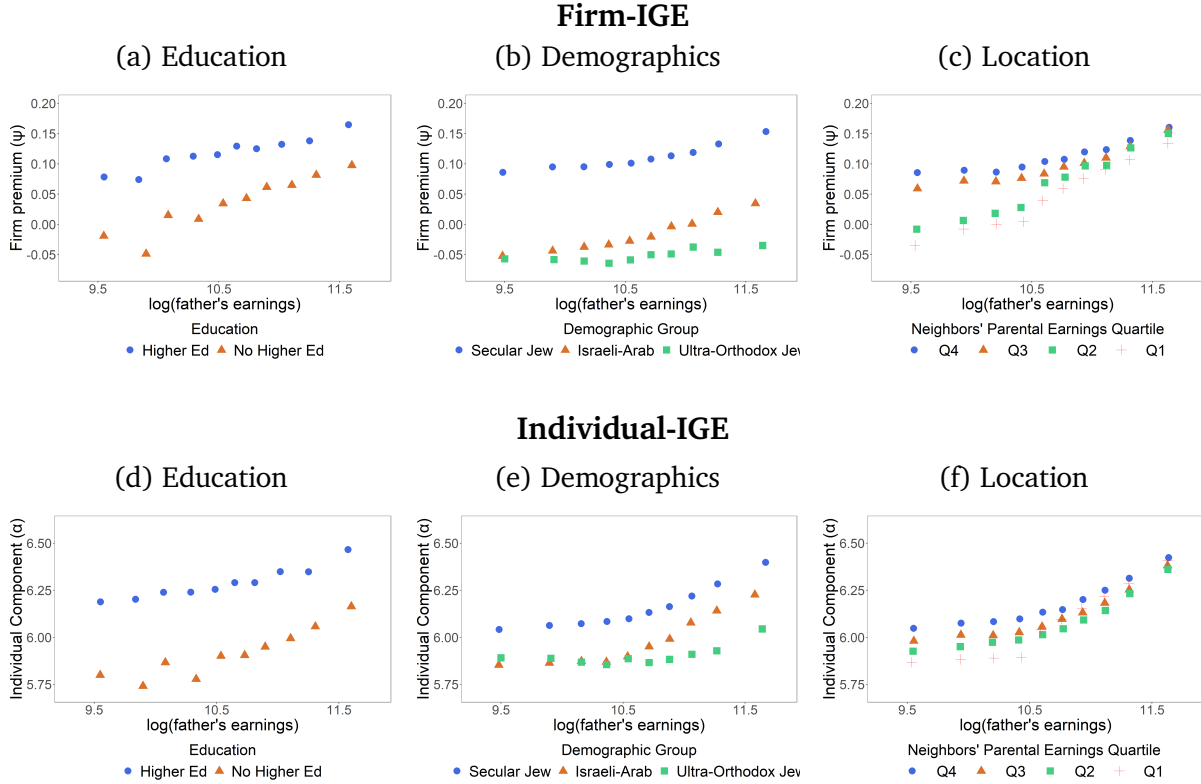 Firm-IGE
(a) Education
(b) Demographics
(c) Location
Firm premium (ψ)
0.20
0.15
0.10
0.05
0.00
-0.05
9.5 10.5 11.5
log(father's earnings)
Education
Higher Ed No Higher Ed
Firm premium (ψ)
0.20
0.15
0.10
0.05
0.00
-0.05
9.5 10.5 11.5
log(father's earnings)
Demographic Group
Secular Jew Israeli-Arab Ultra-Orthodox Jew
Firm premium (ψ)
0.20
0.15
0.10
0.05
0.00
-0.05
9.5 10.5 11.5
log(father's earnings)
Neighbors' Parental Earnings Quartile
Q4 Q3 Q2 Q1
Individual-IGE
(d) Education
(e) Demographics
(f) Location
Individual Component (α)
6.50
6.25
6.00
5.75
9.5 10.5 11.5
log(father's earnings)
Education
Higher Ed No Higher Ed
Individual Component (α)
6.50
6.25
6.00
5.75
9.5 10.5 11.5
log(father's earnings)
Demographic Group
Secular Jew Israeli-Arab Ultra-Orthodox Jew
Individual Component (α)
6.50
6.25
6.00
5.75
9.5 10.5 11.5
log(father's earnings)
Neighbors' Parental Earnings Quartile
Q4 Q3 Q2 Q1